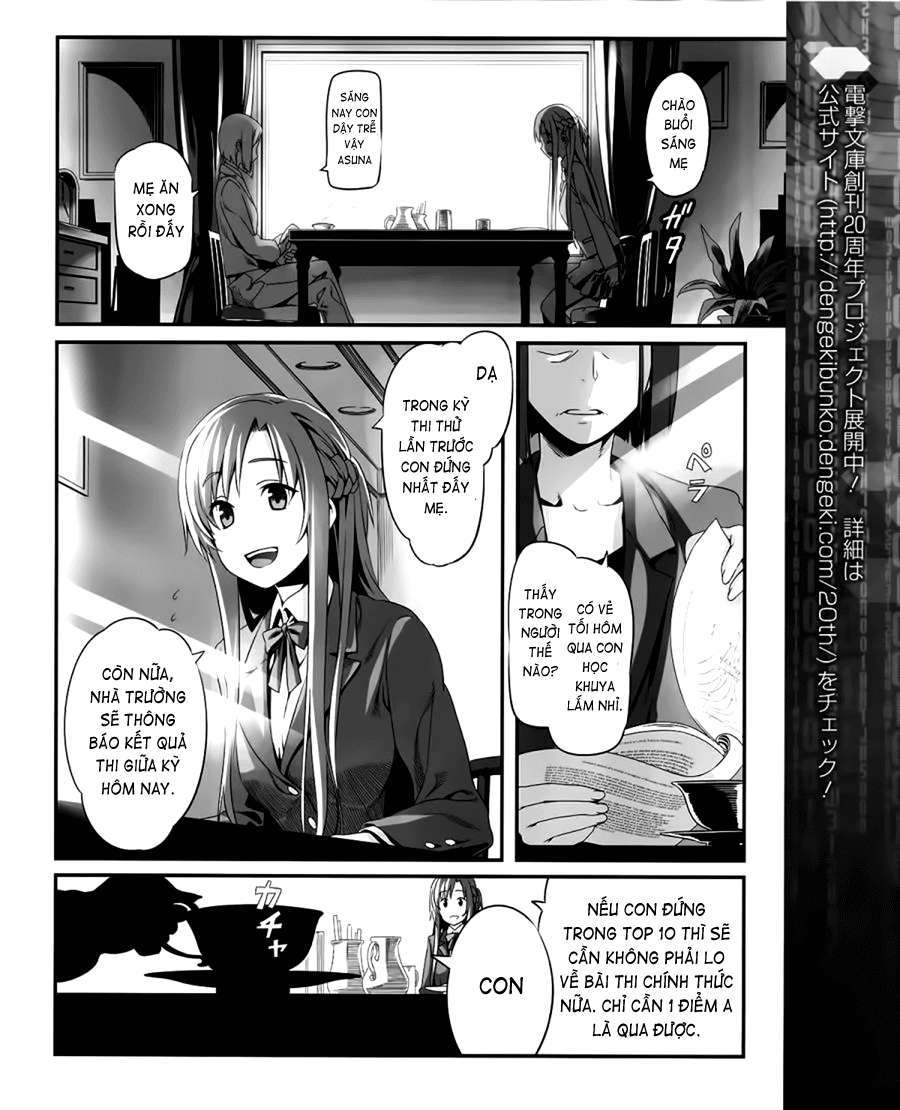 CHÀO
BUỔI
SÁNG MẸ
SÁNG
NAY CON
DẬY TRỄ
VẬY
ASUNA
MẸ ĂN
XONG
RỒI ĐẤY
ガタ
CÓ VẺ
TỐI HÔM
QUA CON
HỌC
KHUYA
LẮM NHỈ.
THẤY
TRONG
NGƯỜI
THẾ
NÀO?
ペラ
DẠ
TRONG KỲ
THI THỬ
LẦN TRƯỚC
CON ĐỨNG
NHẤT ĐẤY
MẸ.
CÒN NỮA,
NHÀ TRƯỜNG
SẼ THÔNG
BÁO KẾT QUẢ
THI GIỮA KỲ
HÔM NAY.
NẾU CON ĐỨNG
TRONG TOP 10 THÌ SẼ
CẦN KHÔNG PHẢI LO
VỀ BÀI THI CHÍNH THỨC
NỮA. CHỈ CẦN 1 ĐIỂM A
LÀ QUA ĐƯỢC.
CON
カチャ
電撃文庫創刊20周年プロジェクト展開中！ 詳細は
公式サイト(http://dengekibunko.dengeki.com/20th/)をチェック！